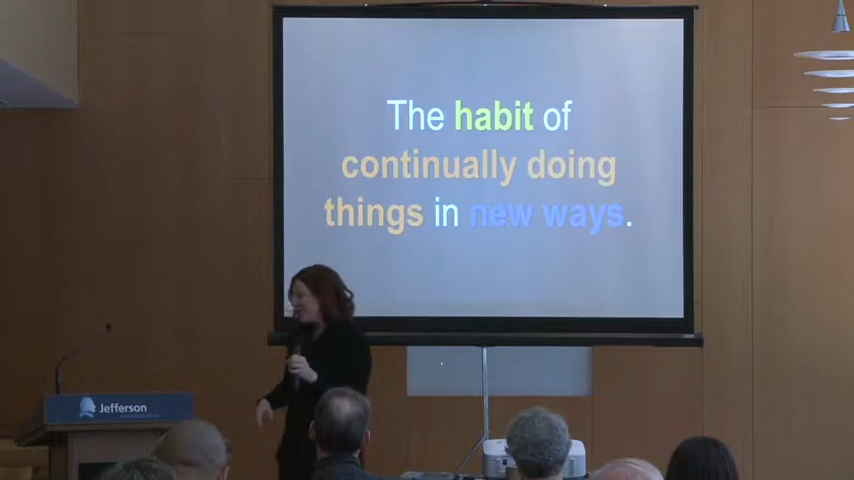 The habit of
continually doing
things in new ways.
Jefferson